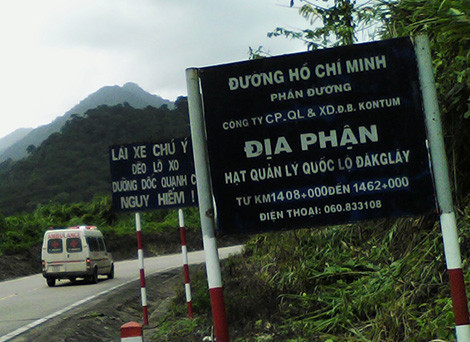 LÁI XE CHÚ Ý
ĐÈO LÒ XO
ĐƯỜNG DỐC QUANH C
NGUY HIỂM !
ĐƯỜNG HỒ CHÍ MINH
PHÂN ĐƯỜNG
CÔNG TY CP.QL & XD.Đ.B. KONTUM
ĐỊA PHẬN
HẠT QUẢN LÝ QUỐC LỘ ĐĂKGLÂY
TỪ KM1408+000ĐẾN 1462+000
ĐIỆN THOẠI: 060.833108